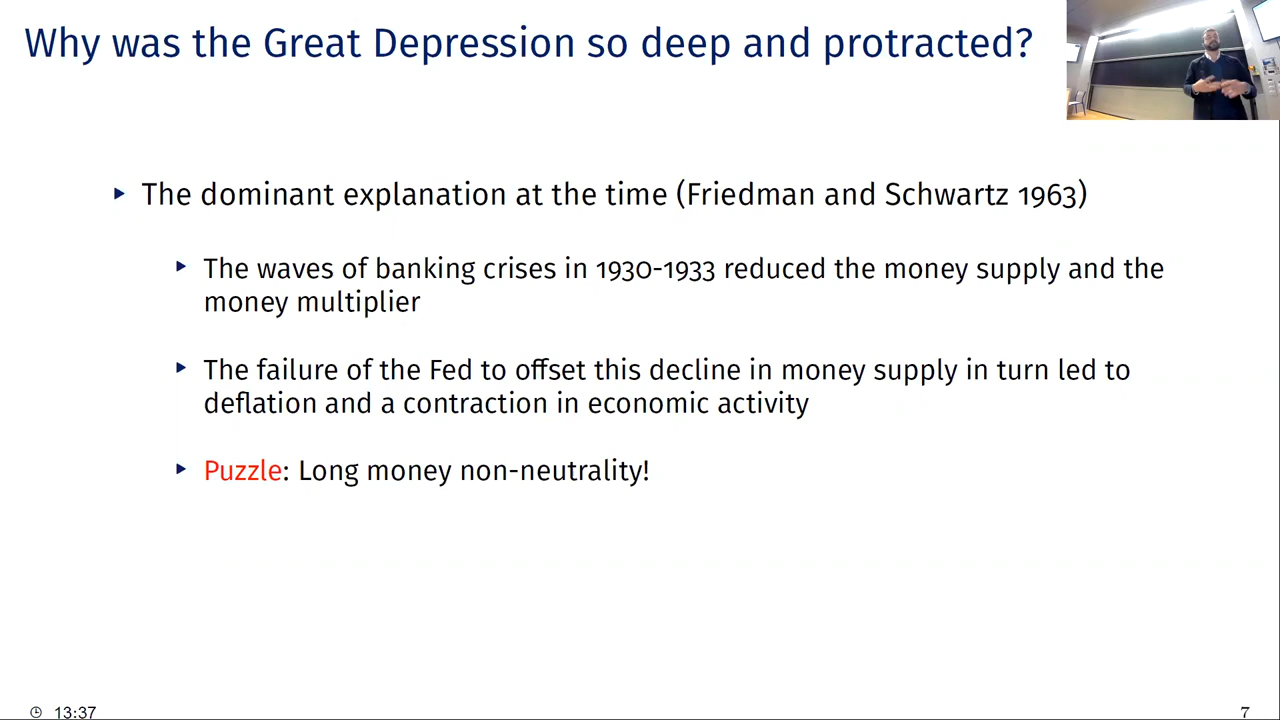 Why was the Great Depression so deep and protracted?
The dominant explanation at the time (Friedman and Schwartz 1963)
The waves of banking crises in 1930-1933 reduced the money supply and the
money multiplier
The failure of the Fed to offset this decline in money supply in turn led to
deflation and a contraction in economic activity
Puzzle: Long money non-neutrality!
13:37
7